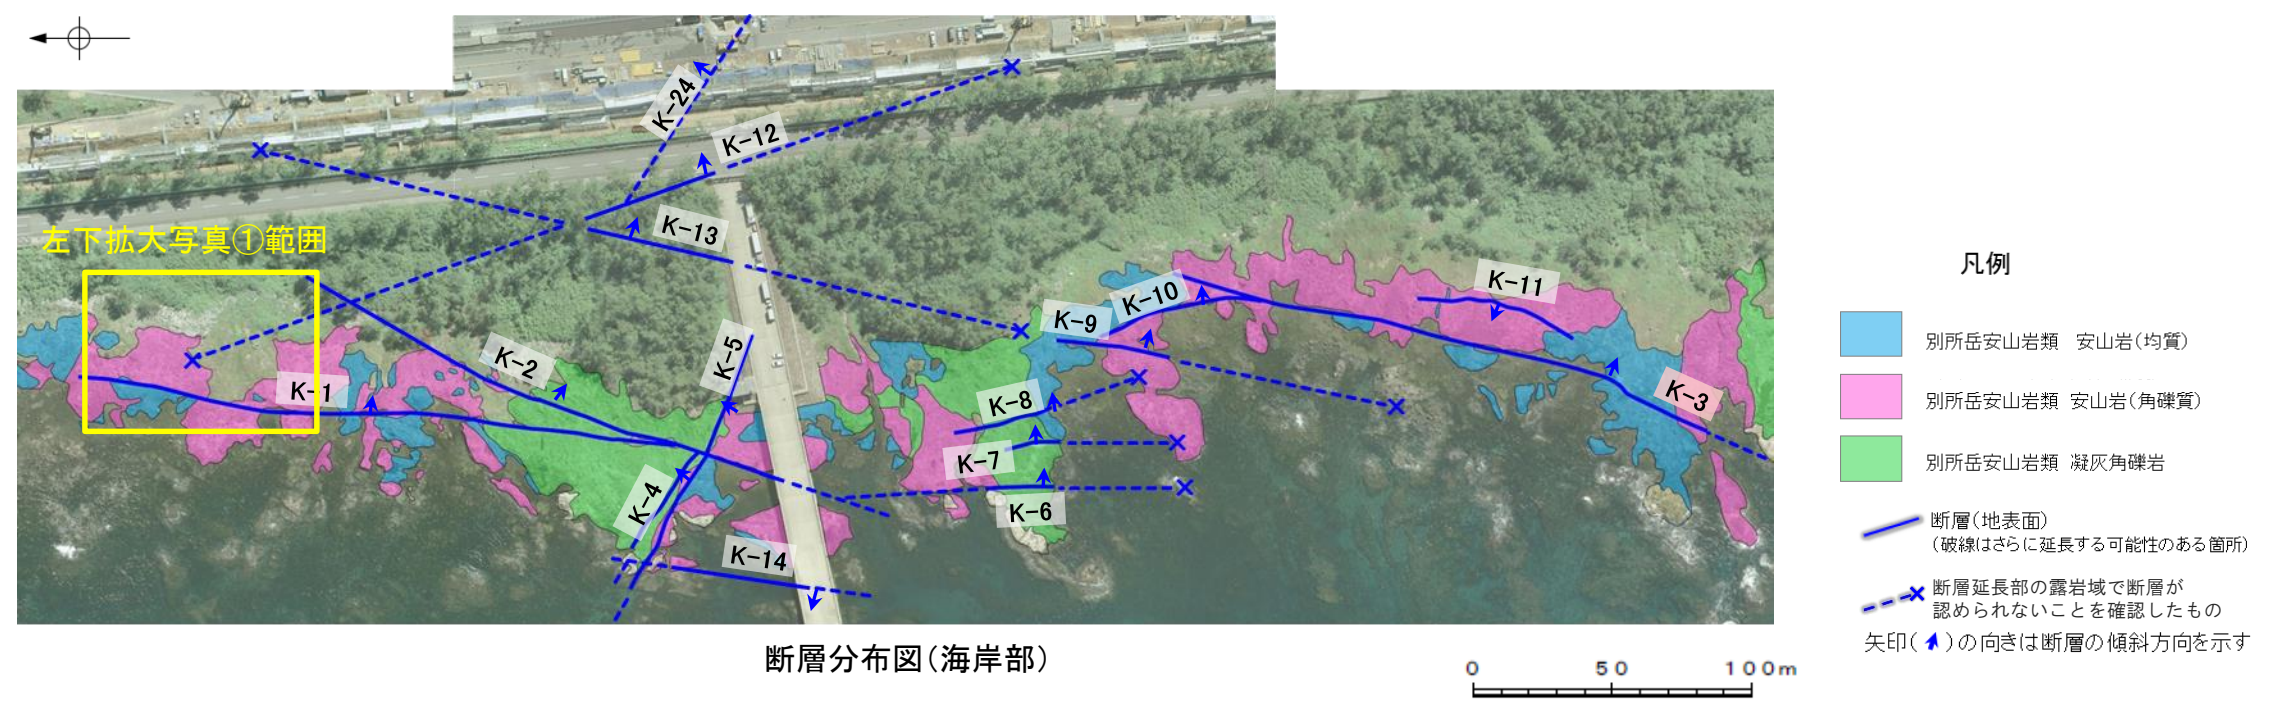 K-24
K-12
K-13
左下拡大写真①範囲
K-11
K-10
K-9
K-5
K-2
K-1
K-8
K-3
K-7
K-4
K-6
K-14
断層分布図(海岸部)
0 50 100m
凡例
別所岳安山岩類 安山岩(均質)
別所岳安山岩類 安山岩(角礫質)
別所岳安山岩類 凝灰角礫岩
断層(地表面)
(破線はさらに延長する可能性のある箇所)
断層延長部の露岩域で断層が
認められないことを確認したもの
矢印( )の向きは断層の傾斜方向を示す